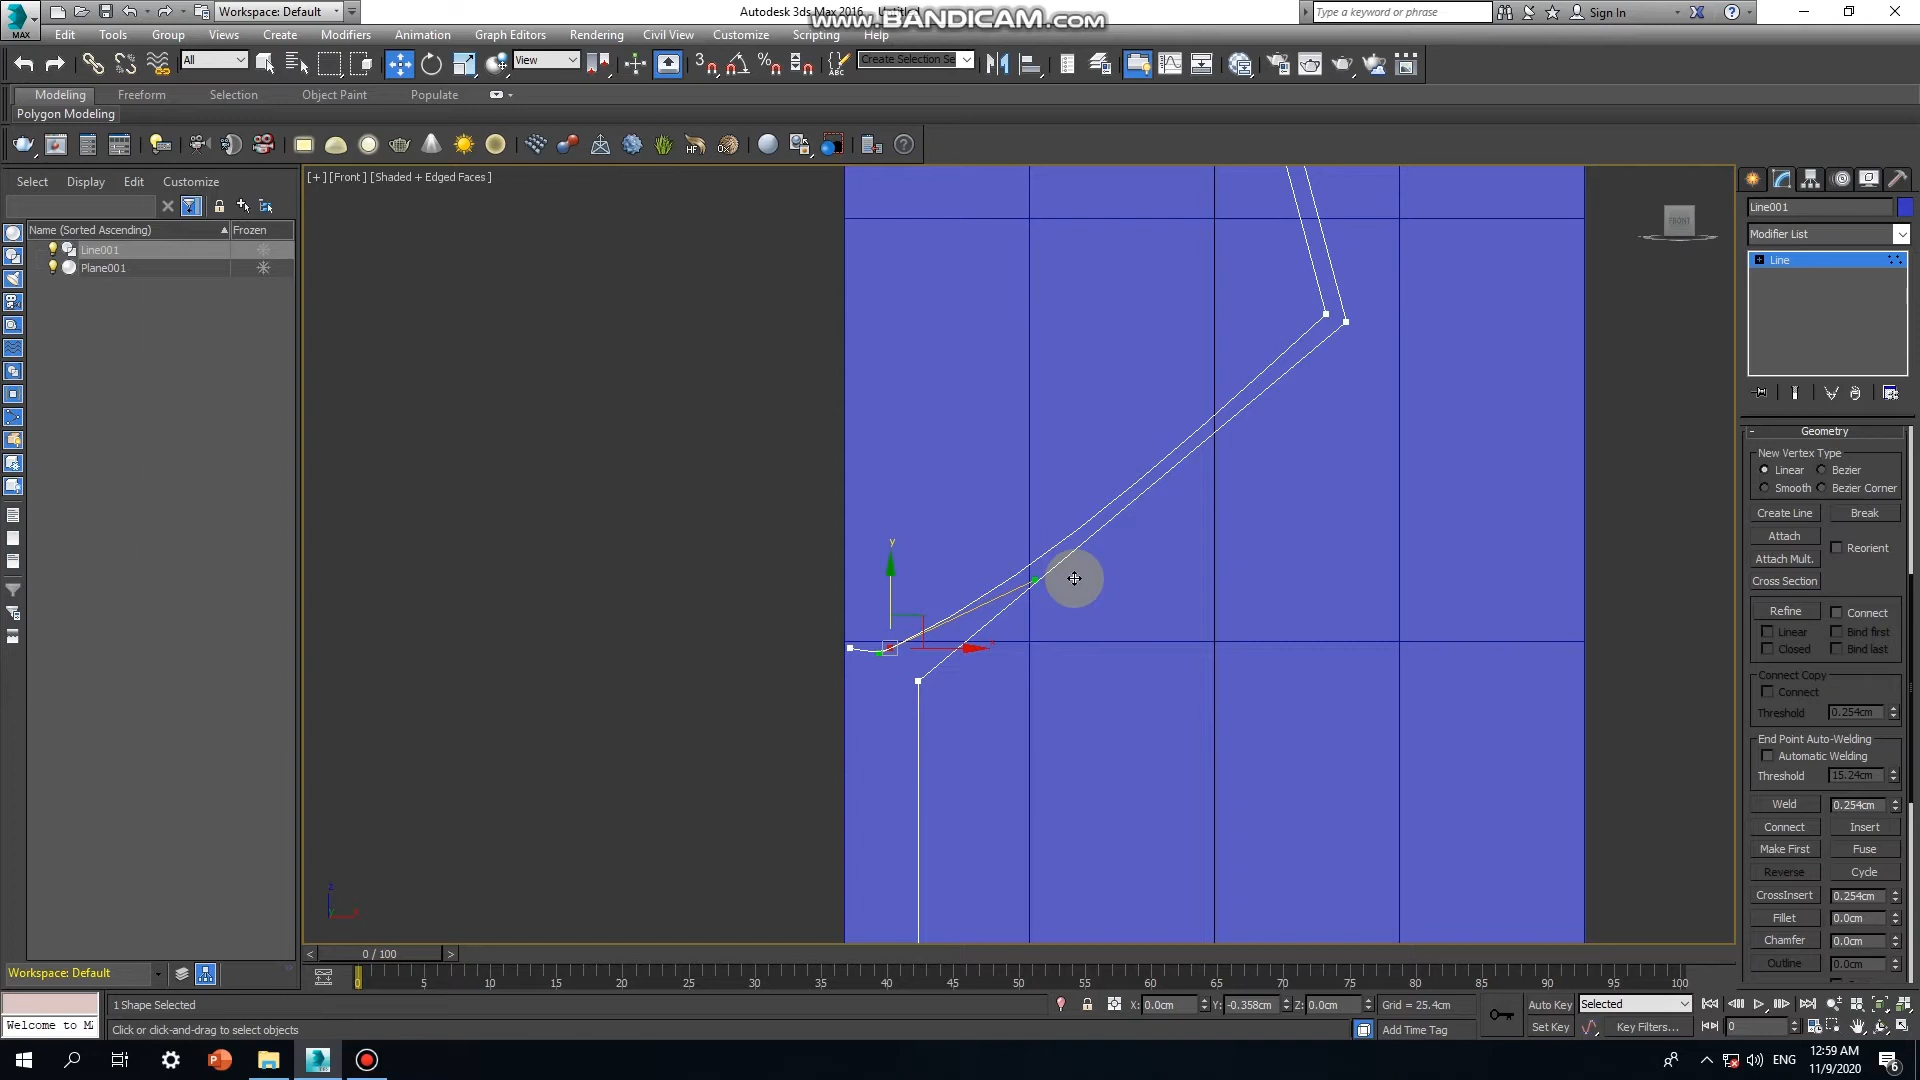 Workspace: Default
Autodesk 3ds Max 2016
www.BANDICAM.com
Type a keyword or phrase
Sign In
MAX
Edit Tools Group Views Create Modifiers Animation Graph Editors Rendering Civil View Customize Scripting Help
All
View
Create Selection Se
Modeling Freeform Selection Object Paint Populate
Polygon Modeling
Select Display Edit Customize
Name (Sorted Ascending) Frozen
Line001
Plane001
[+] [Front ] [Shaded + Edged Faces ]
FRONT
Line001
Modifier List
Line
Geometry
New Vertex Type
Linear Bezier
Smooth Bezier Corner
Create Line Break
Attach
Reorient
Attach Mult.
Cross Section
Refine Connect
Linear Bind first
Closed Bind last
Connect Copy
Connect
Threshold 0.254cm
End Point Auto-Welding
Automatic Welding
Threshold 15.24cm
Weld 0.254cm
Connect Insert
Make First Fuse
Reverse Cycle
CrossInsert 0.254cm
Fillet 0.0cm
Chamfer 0.0cm
Outline 0.0cm
y
z
x
0 / 100
Workspace: Default
0 5 10 15 20 25 30 35 40 45 50 55 60 65 70 75 80 85 90 95 100
1 Shape Selected
X: 0.0cm Y: -0.358cm Z: 0.0cm Grid = 25.4cm
Auto Key Selected
Welcome to M
Click or click-and-drag to select objects
Add Time Tag
Set Key Key Filters...
0
ENG
12:59 AM
11/9/2020
6